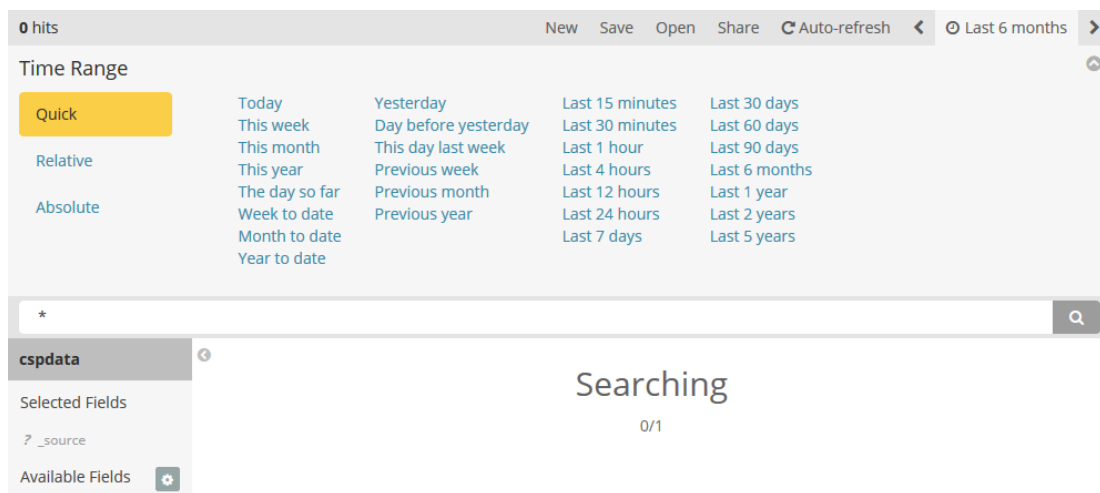 0 hits New Save Open Share Auto-refresh Last 6 months
Time Range
Quick
Relative
Absolute
Today
This week
This month
This year
The day so far
Week to date
Month to date
Year to date
Yesterday
Day before yesterday
This day last week
Previous week
Previous month
Previous year
Last 15 minutes
Last 30 minutes
Last 1 hour
Last 4 hours
Last 12 hours
Last 24 hours
Last 7 days
Last 30 days
Last 60 days
Last 90 days
Last 6 months
Last 1 year
Last 2 years
Last 5 years
*
cspdata
Selected Fields
? _source
Available Fields
Searching
0/1